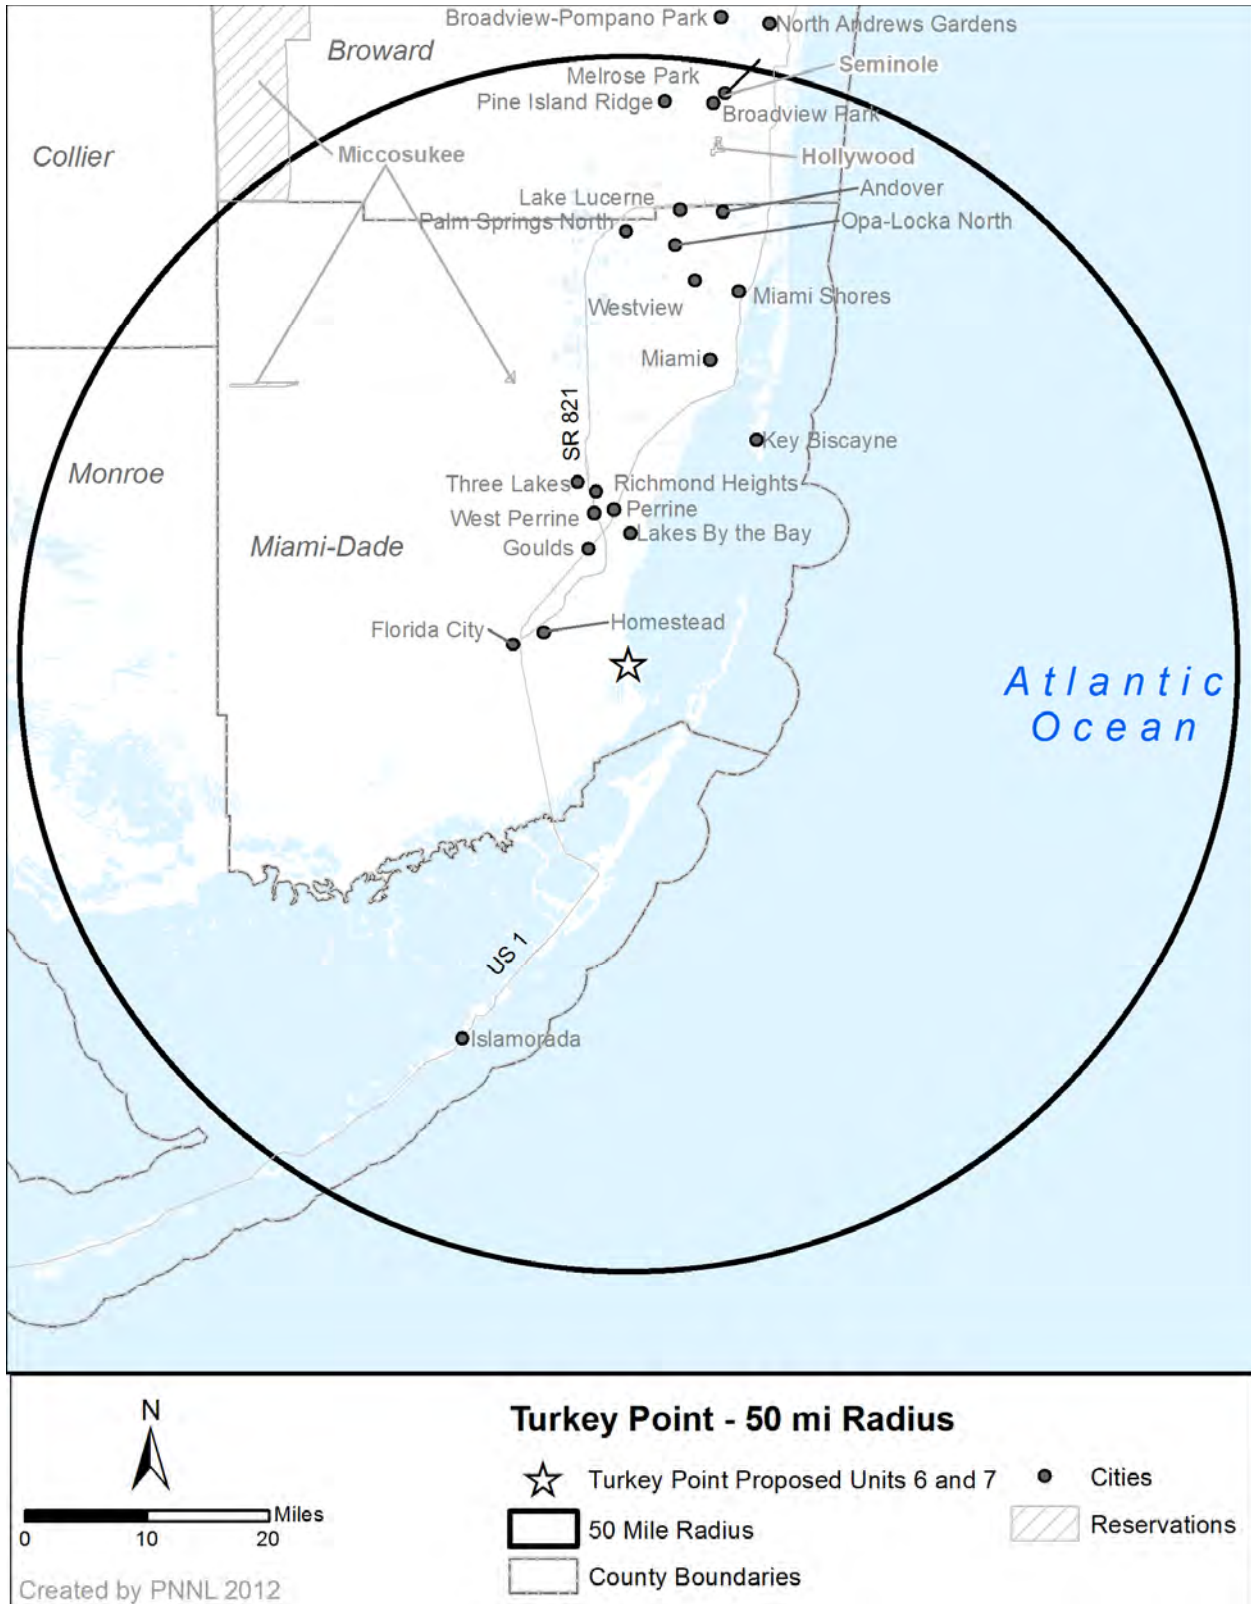 Broadview-Pompano Park
North Andrews Gardens
Broward
Seminole
Melrose Park
Pine Island Ridge
Broadview Park
Collier
Miccosukee
Hollywood
Andover
Lake Lucerne
Palm Springs North
Opa-Locka North
Westview
Miami Shores
Miami
SR 821
Key Biscayne
Monroe
Three Lakes
Richmond Heights
West Perrine
Perrine
Lakes By the Bay
Miami-Dade
Goulds
Florida City
Homestead
Atlantic
Ocean
US 1
Islamorada
N
Miles
0 10 20
Created by PNNL 2012
Turkey Point - 50 mi Radius
Turkey Point Proposed Units 6 and 7
Cities
50 Mile Radius
Reservations
County Boundaries